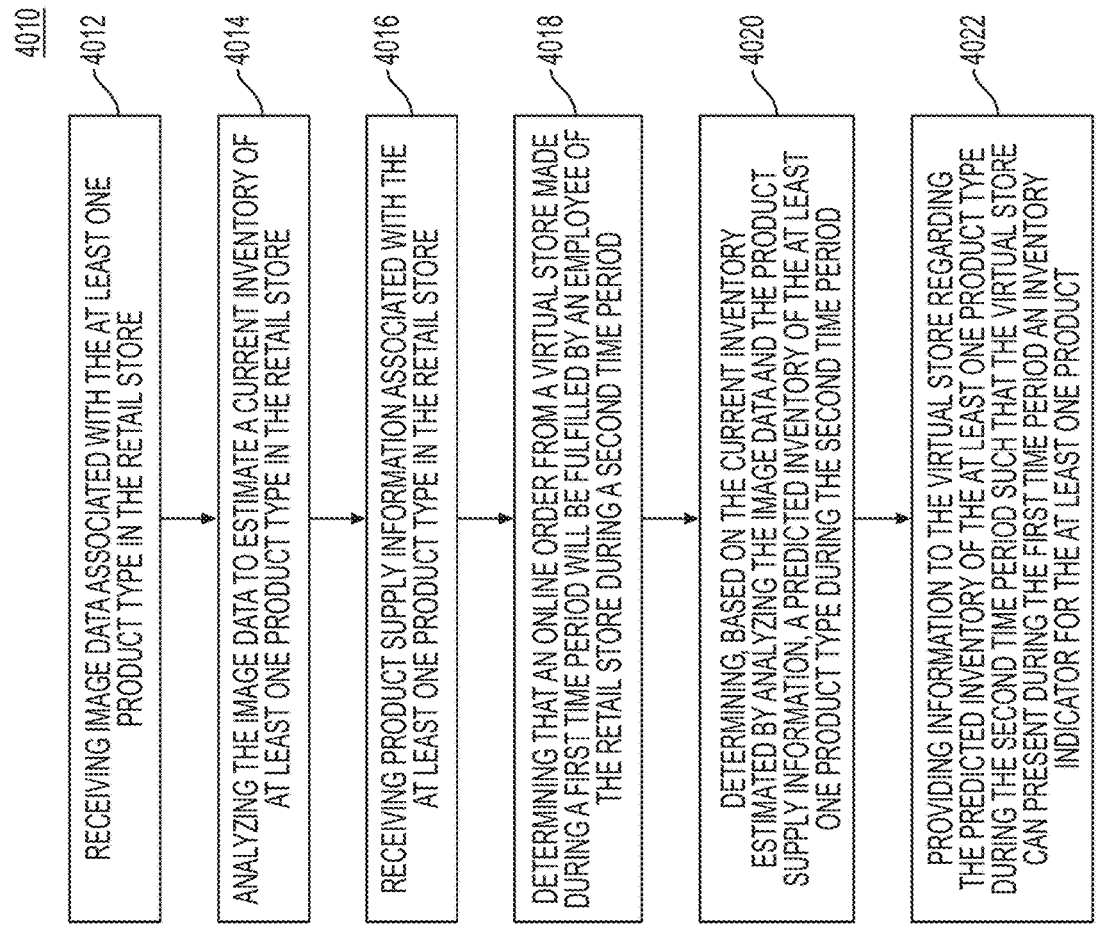 4010
4012
RECEIVING IMAGE DATA ASSOCIATED WITH THE AT LEAST ONE
PRODUCT TYPE IN THE RETAIL STORE
4014
ANALYZING THE IMAGE DATA TO ESTIMATE A CURRENT INVENTORY OF
AT LEAST ONE PRODUCT TYPE IN THE RETAIL STORE
4016
RECEIVING PRODUCT SUPPLY INFORMATION ASSOCIATED WITH THE
AT LEAST ONE PRODUCT TYPE IN THE RETAIL STORE
4018
DETERMINING THAT AN ONLINE ORDER FROM A VIRTUAL STORE MADE
DURING A FIRST TIME PERIOD WILL BE FULFILLED BY AN EMPLOYEE OF
THE RETAIL STORE DURING A SECOND TIME PERIOD
4020
DETERMINING, BASED ON THE CURRENT INVENTORY
ESTIMATED BY ANALYZING THE IMAGE DATA AND THE PRODUCT
SUPPLY INFORMATION, A PREDICTED INVENTORY OF THE AT LEAST
ONE PRODUCT TYPE DURING THE SECOND TIME PERIOD
4022
PROVIDING INFORMATION TO THE VIRTUAL STORE REGARDING
THE PREDICTED INVENTORY OF THE AT LEAST ONE PRODUCT TYPE
DURING THE SECOND TIME PERIOD SUCH THAT THE VIRTUAL STORE
CAN PRESENT DURING THE FIRST TIME PERIOD AN INVENTORY
INDICATOR FOR THE AT LEAST ONE PRODUCT